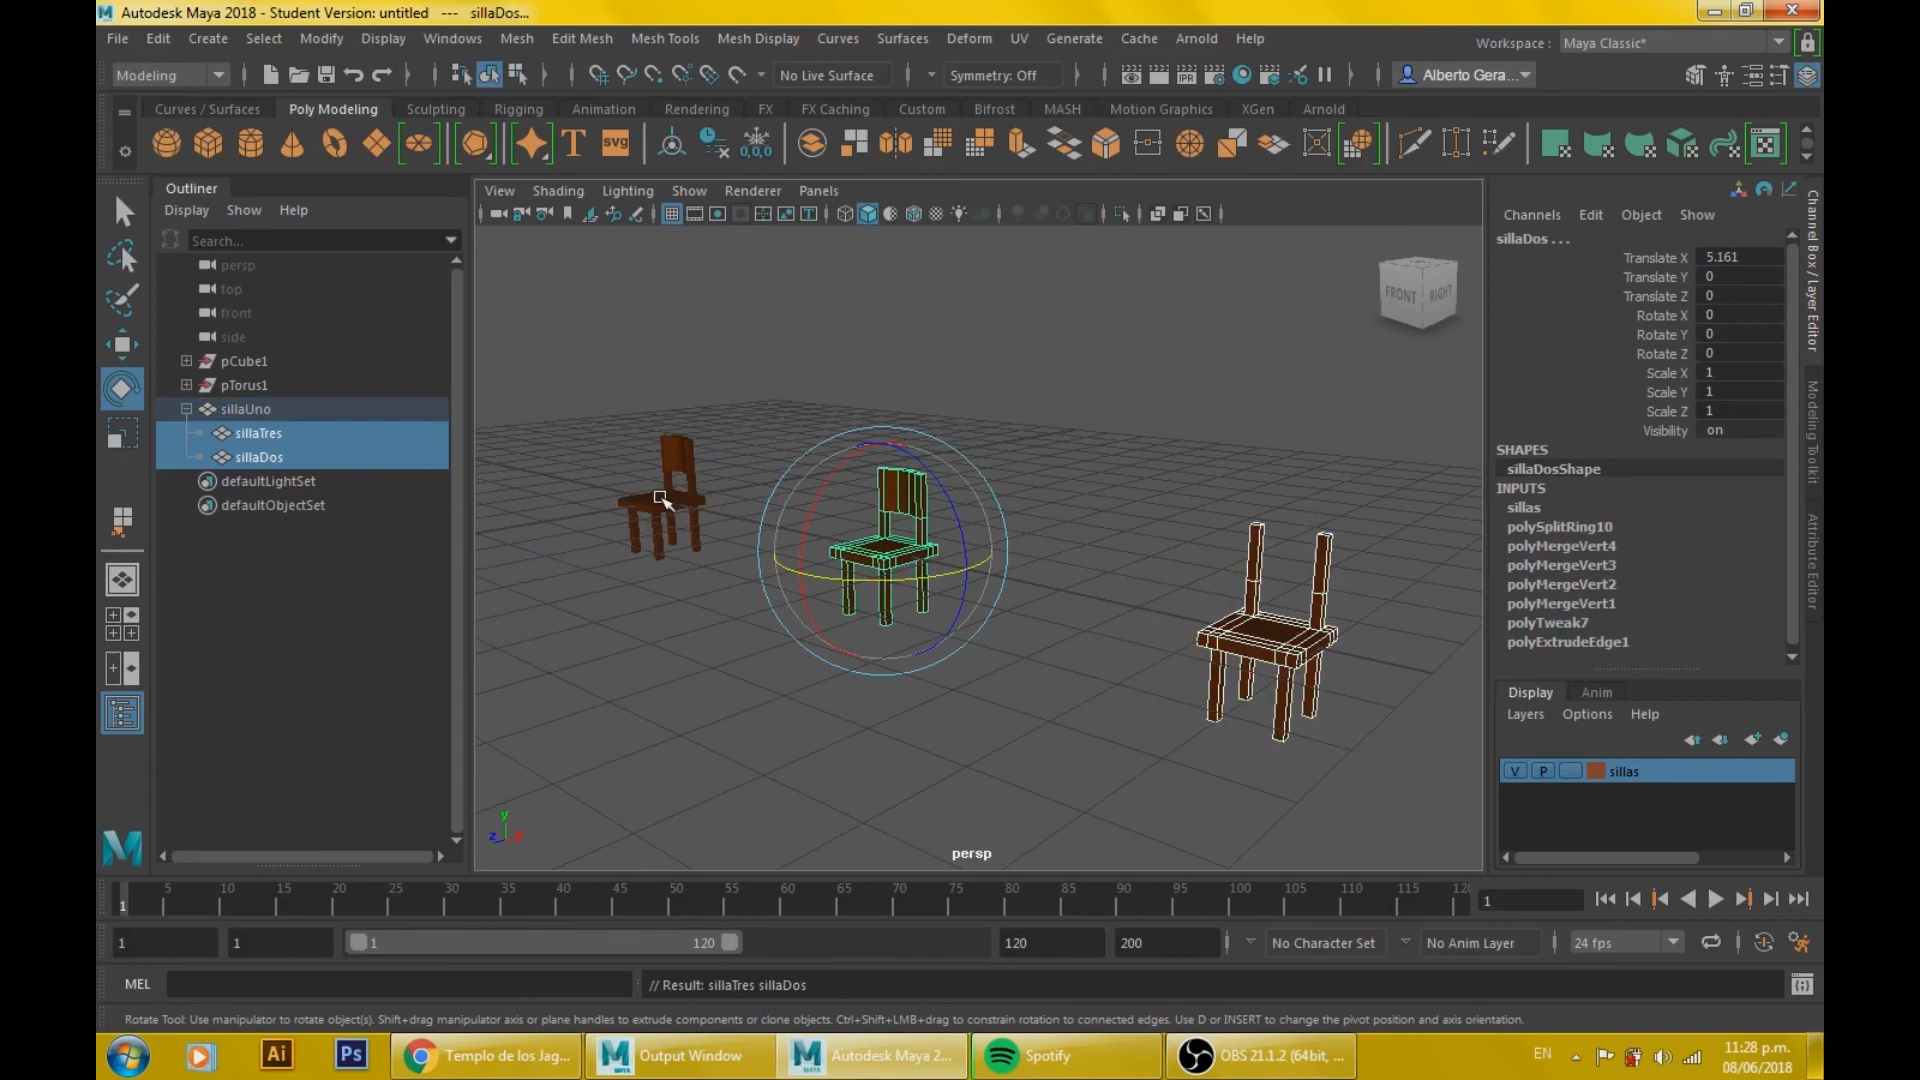 Autodesk Maya 2018 - Student Version: untitled --- sillaDos...
File Edit Create Select Modify Display Windows Mesh Edit Mesh Mesh Tools Mesh Display Curves Surfaces Deform UV Generate Cache Arnold Help
Workspace : Maya Classic*
Modeling
No Live Surface
Symmetry: Off
IPR
Alberto Gera...
Curves / Surfaces Poly Modeling Sculpting Rigging Animation Rendering FX FX Caching Custom Bifrost MASH Motion Graphics XGen Arnold
T
svg
0,0,0
Outliner
Display Show Help
Search...
persp
top
front
side
pCube1
pTorus1
sillaUno
sillaTres
sillaDos
defaultLightSet
defaultObjectSet
View Shading Lighting Show Renderer Panels
FRONT RIGHT
y
z x
persp
Channels Edit Object Show
sillaDos . . .
Translate X 5.161
Translate Y 0
Translate Z 0
Rotate X 0
Rotate Y 0
Rotate Z 0
Scale X 1
Scale Y 1
Scale Z 1
Visibility on
SHAPES
sillaDosShape
INPUTS
sillas
polySplitRing10
polyMergeVert4
polyMergeVert3
polyMergeVert2
polyMergeVert1
polyTweak7
polyExtrudeEdge1
Channel Box / Layer Editor
Modeling Toolkit
Attribute Editor
Display Anim
Layers Options Help
V P sillas
1 5 10 15 20 25 30 35 40 45 50 55 60 65 70 75 80 85 90 95 100 105 110 115 12
1
1 1 1 120 120 200
No Character Set
No Anim Layer
24 fps
MEL
// Result: sillaTres sillaDos
Rotate Tool: Use manipulator to rotate object(s). Shift+drag manipulator axis or plane handles to extrude components or clone objects. Ctrl+Shift+LMB+drag to constrain rotation to connected edges. Use D or INSERT to change the pivot position and axis orientation.
Ai
Ps
Templo de los Jag...
Output Window
Autodesk Maya 2...
Spotify
OBS 21.1.2 (64bit, ...
EN
11:28 p.m.
08/06/2018